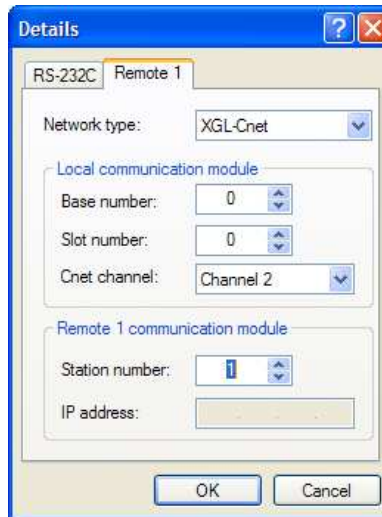 Details
RS-232C Remote 1
Network type: XGL-Cnet
Local communication module
Base number: 0
Slot number: 0
Cnet channel: Channel 2
Remote 1 communication module
Station number: 1
IP address:
OK Cancel